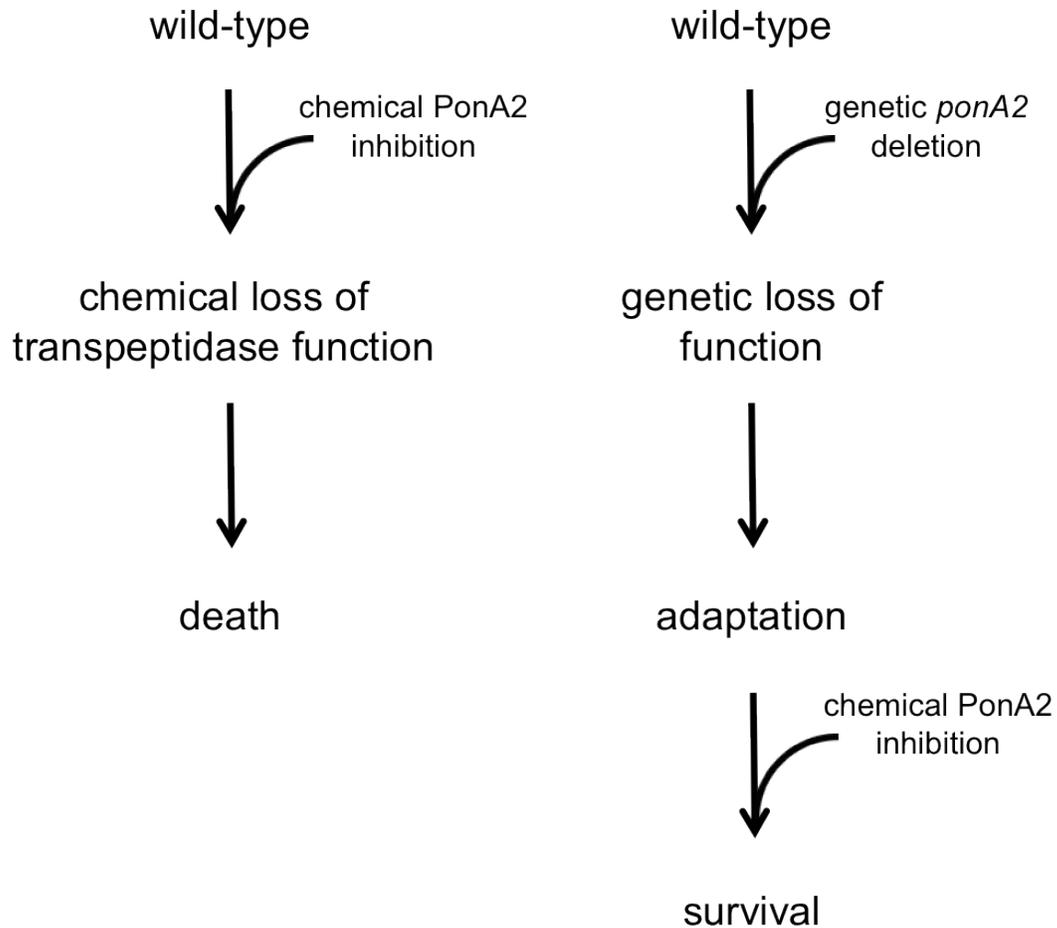 wild-type
chemical PonA2
inhibition
chemical loss of
transpeptidase function
death
wild-type
genetic ponA2
deletion
genetic loss of
function
adaptation
chemical PonA2
inhibition
survival